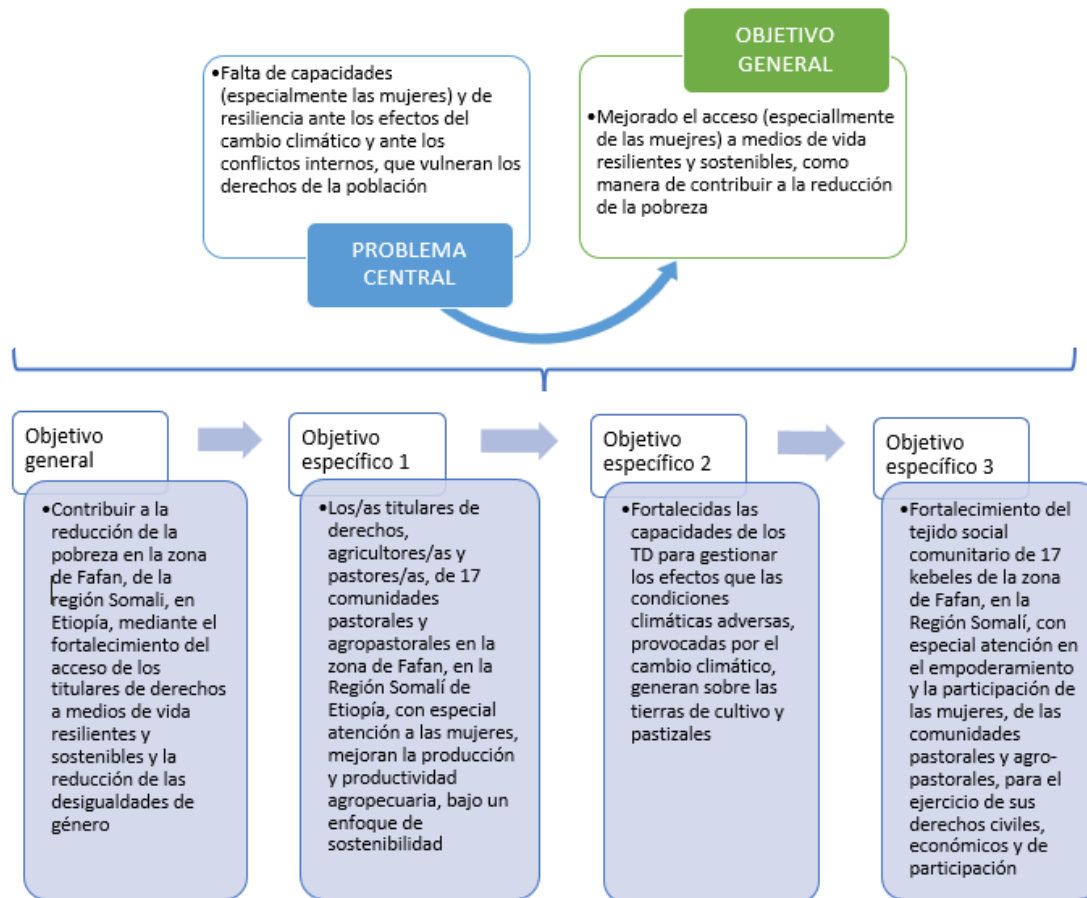 OBJETIVO
GENERAL
•Falta de capacidades
(especialmente las mujeres) y de
resiliencia ante los efectos del
cambio climático y ante los
conflictos internos, que vulneran los
derechos de la población
PROBLEMA
CENTRAL
•Mejorado el acceso (especiallmente
de las muejres) a medios de vida
resilientes y sostenibles, como
manera de contribuir a la reducción
de la pobreza
Objetivo
general
•Contribuir a la
reducción de la
pobreza en la zona
de Fafan, de la
región Somali, en
Etiopía, mediante el
fortalecimiento del
acceso de los
titulares de derechos
a medios de vida
resilientes y
sostenibles y la
reducción de las
desigualdades de
género
Objetivo
específico 1
•Los/as titulares de
derechos,
agricultores/as y
pastores/as, de 17
comunidades
pastorales y
agropastorales en la
zona de Fafan, en la
Región Somalí de
Etiopía, con especial
atención a las mujeres,
mejoran la producción
y productividad
agropecuaria, bajo un
enfoque de
sostenibilidad
Objetivo
específico 2
•Fortalecidas las
capacidades de los
TD para gestionar
los efectos que las
condiciones
climáticas adversas,
provocadas por el
cambio climático,
generan sobre las
tierras de cultivo y
pastizales
Objetivo
específico 3
•Fortalecimiento del
tejido social
comunitario de 17
kebeles de la zona
de Fafan, en la
Región Somalí, con
especial atención en
el empoderamiento
y la participación de
las mujeres, de las
comunidades
pastorales y agro-
pastorales, para el
ejercicio de sus
derechos civiles,
económicos y de
participación